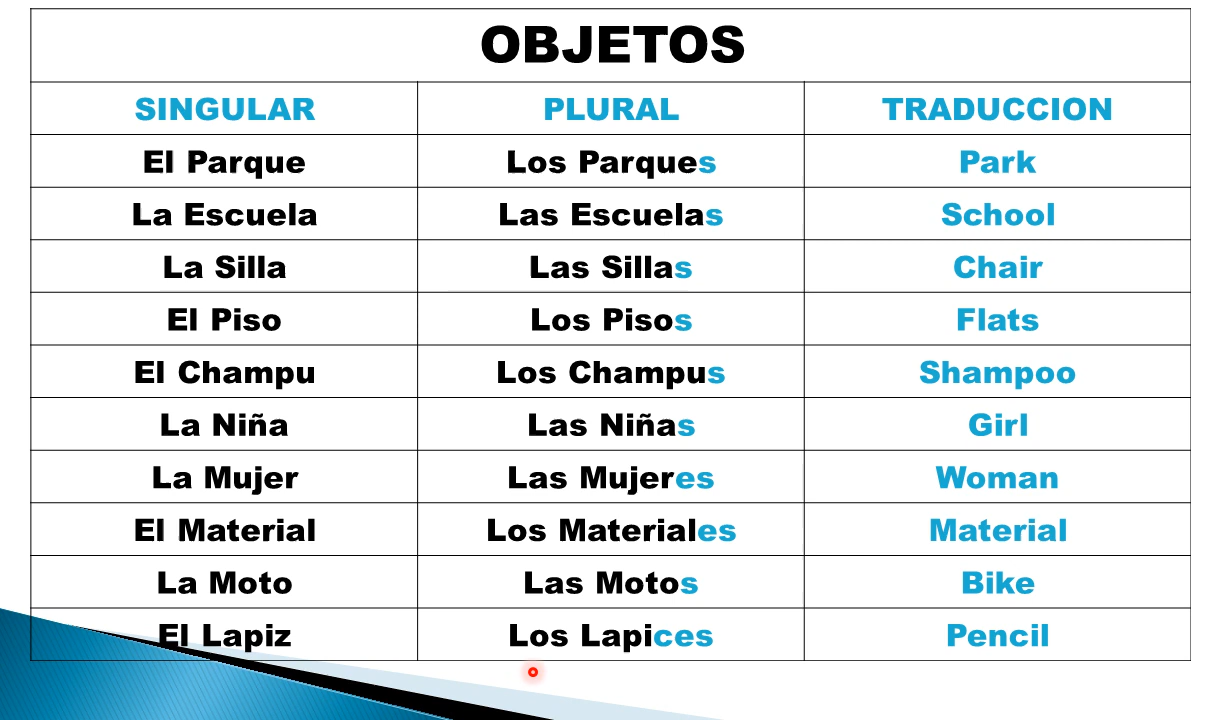 OBJETOS
SINGULAR PLURAL TRADUCCION
El Parque Los Parques Park
La Escuela Las Escuelas School
La Silla Las Sillas Chair
El Piso Los Pisos Flats
El Champu Los Champus Shampoo
La Niña Las Niñas Girl
La Mujer Las Mujeres Woman
El Material Los Materiales Material
La Moto Las Motos Bike
El Lapiz Los Lapices Pencil